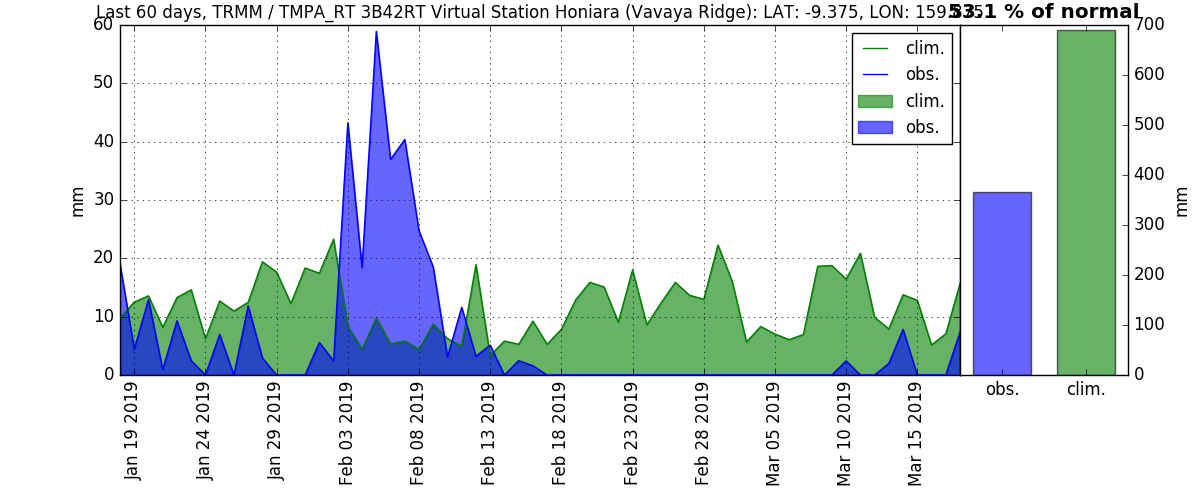 Last 60 days, TRMM / TMPA_RT 3B42RT Virtual Station Honiara (Vavaya Ridge): LAT: -9.375, LON:
53.1 % of normal
60
50
40
30
20
10
0
mm
clim.
obs.
clim.
obs.
700
600
500
400
300
200
100
0
mm
obs.
clim.
Jan 19 2019
Jan 24 2019
Jan 29 2019
Feb 03 2019
Feb 08 2019
Feb 13 2019
Feb 18 2019
Feb 23 2019
Feb 28 2019
Mar 05 2019
Mar 10 2019
Mar 15 2019